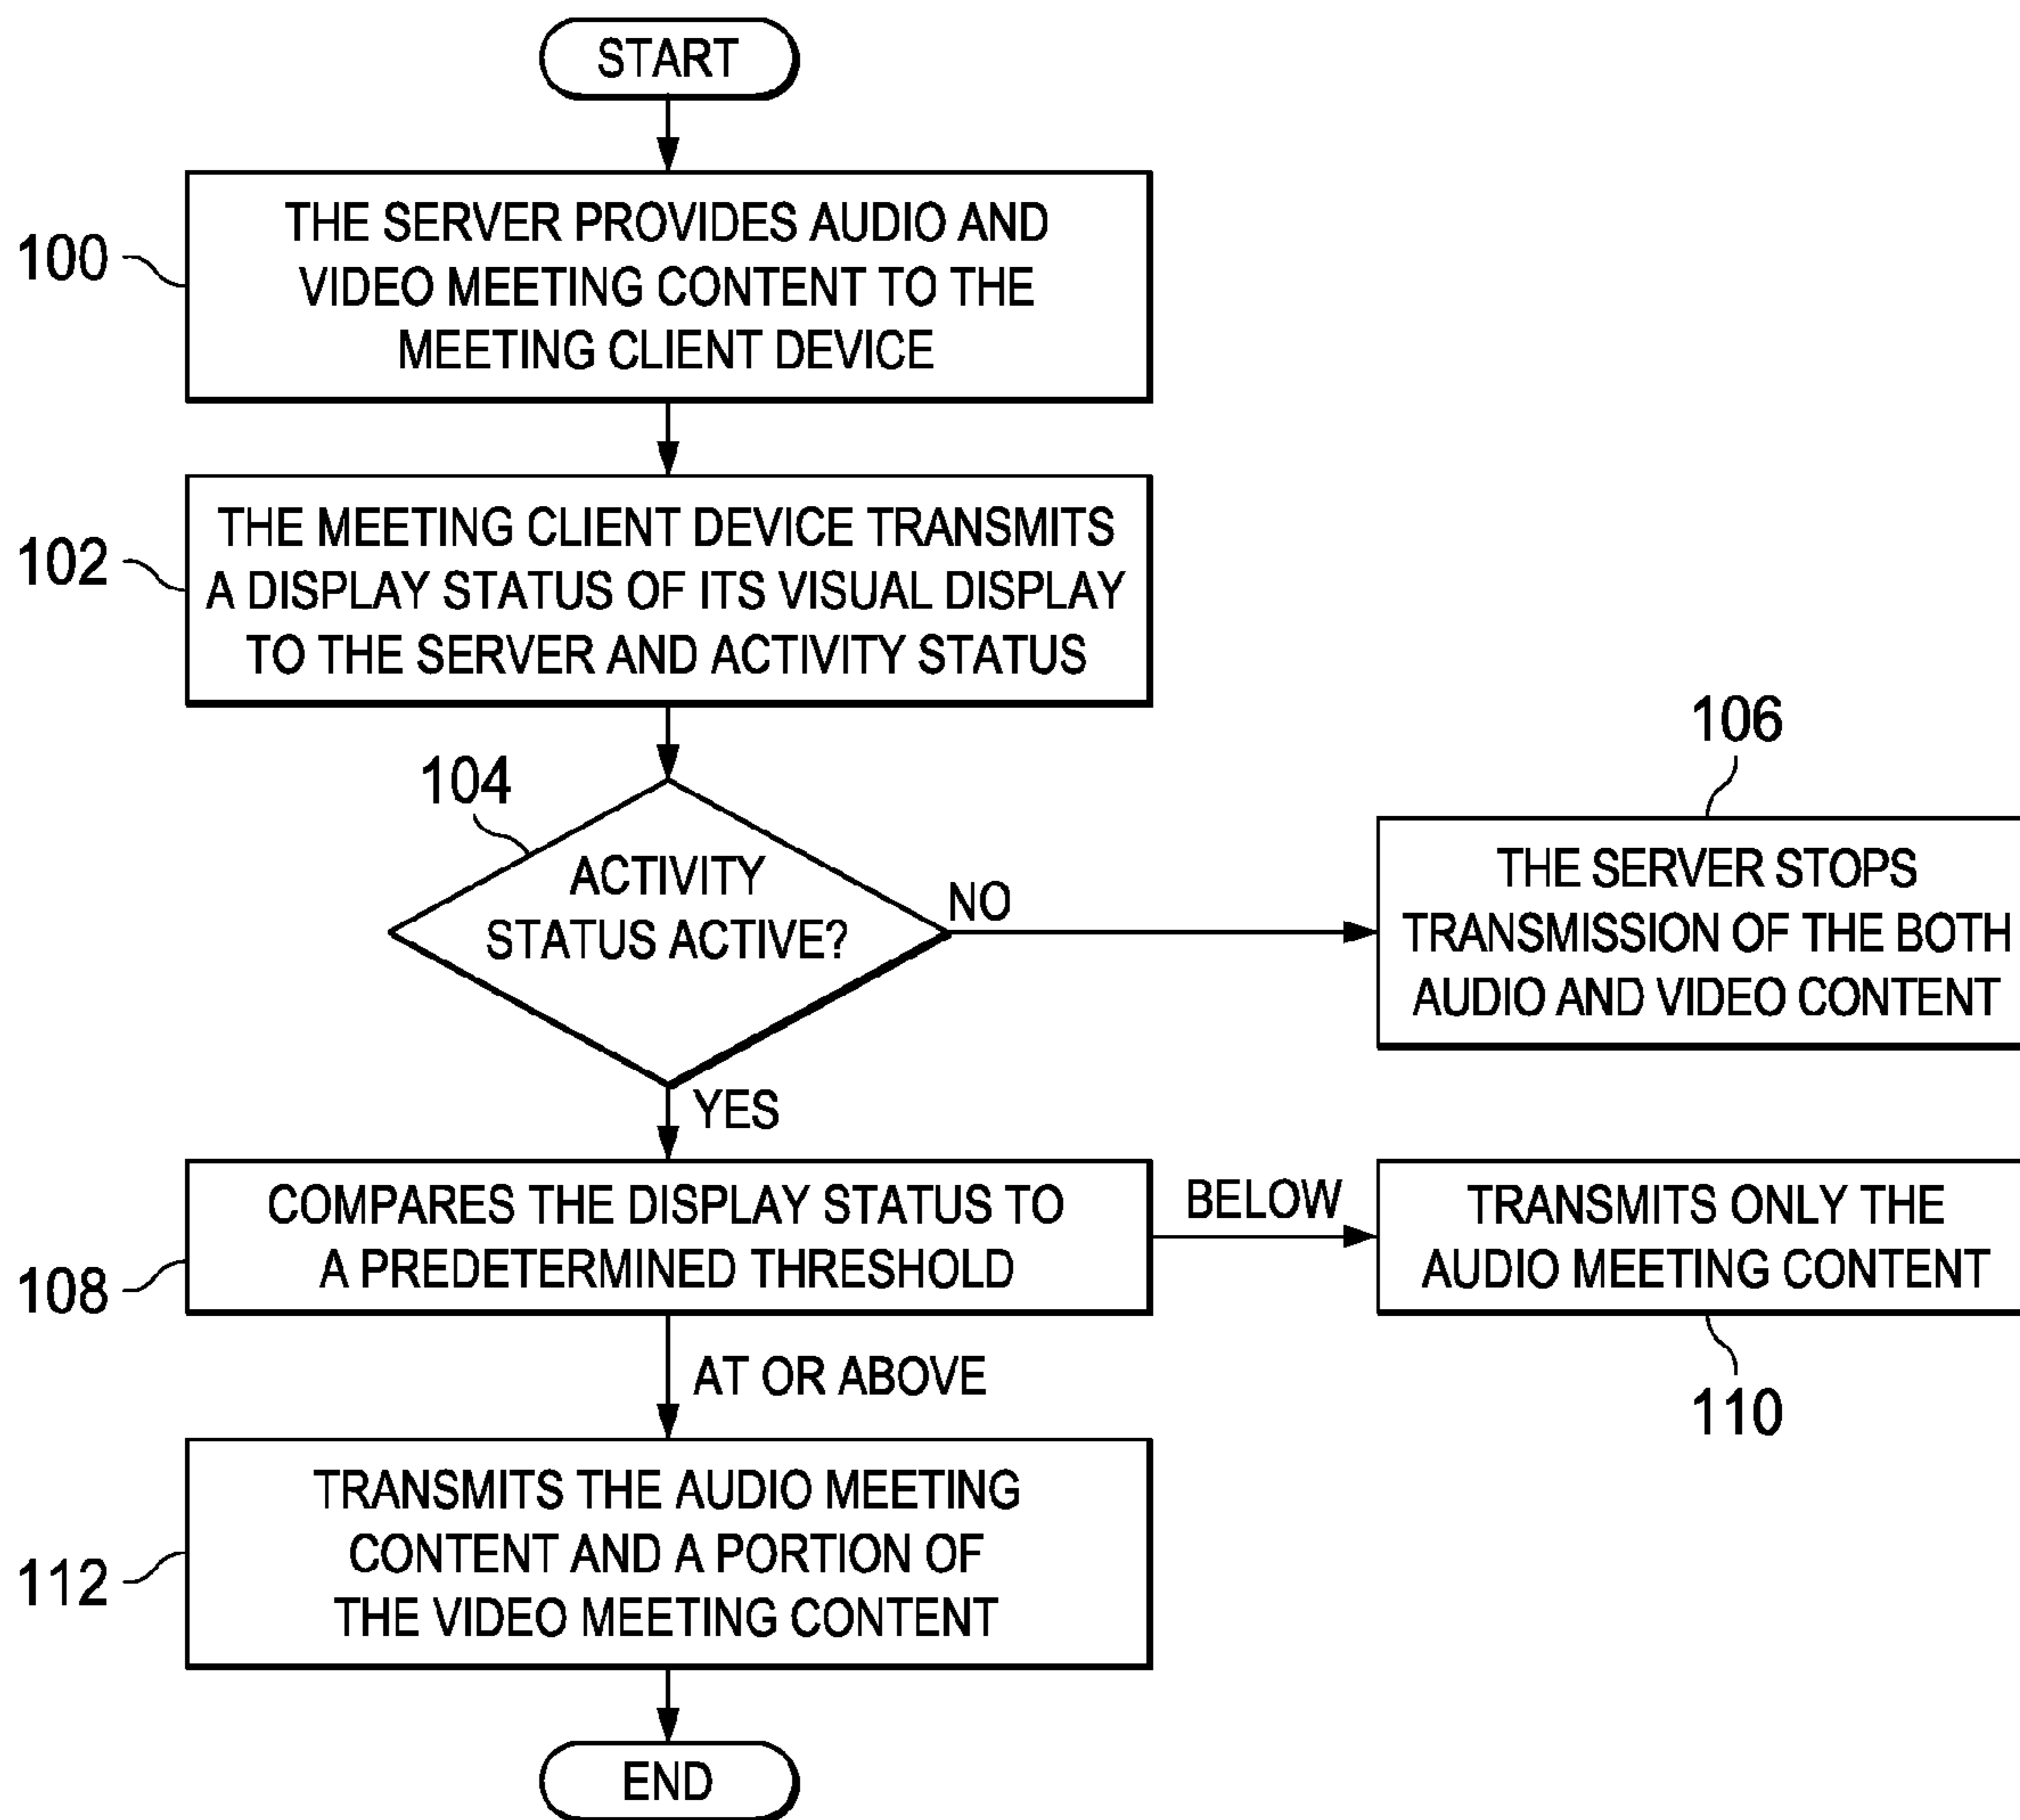 START
100
THE SERVER PROVIDES AUDIO AND
VIDEO MEETING CONTENT TO THE
MEETING CLIENT DEVICE
102
THE MEETING CLIENT DEVICE TRANSMITS
A DISPLAY STATUS OF ITS VISUAL DISPLAY
TO THE SERVER AND ACTIVITY STATUS
104
ACTIVITY
STATUS ACTIVE?
NO
106
THE SERVER STOPS
TRANSMISSION OF THE BOTH
AUDIO AND VIDEO CONTENT
YES
108
COMPARES THE DISPLAY STATUS TO
A PREDETERMINED THRESHOLD
BELOW
TRANSMITS ONLY THE
AUDIO MEETING CONTENT
110
AT OR ABOVE
112
TRANSMITS THE AUDIO MEETING
CONTENT AND A PORTION OF
THE VIDEO MEETING CONTENT
END